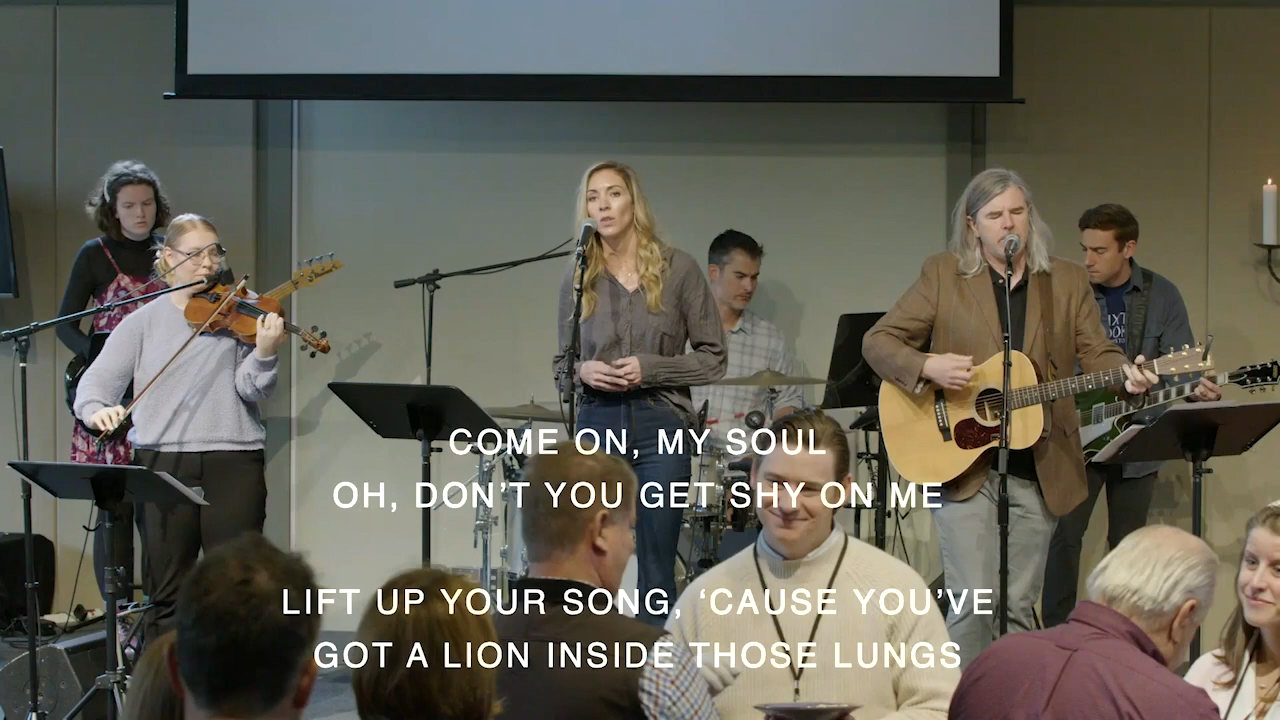 COME ON, MY SOUL
OH, DON'T YOU GET SHY ON ME
LIFT UP YOUR SONG, ‘CAUSE YOU'VE
GOT A LION INSIDE THOSE LUNGS